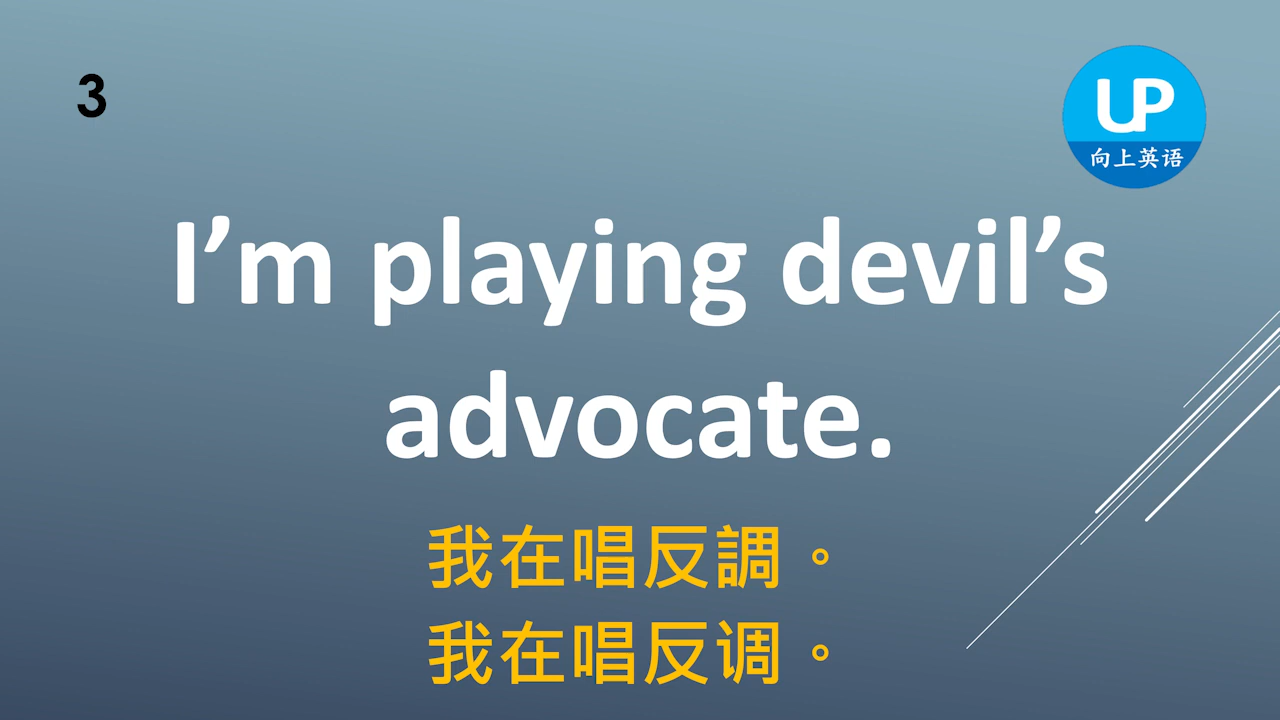 3
UP
向上英语
I’m playing devil’s
advocate.
我在唱反調。
我在唱反调。